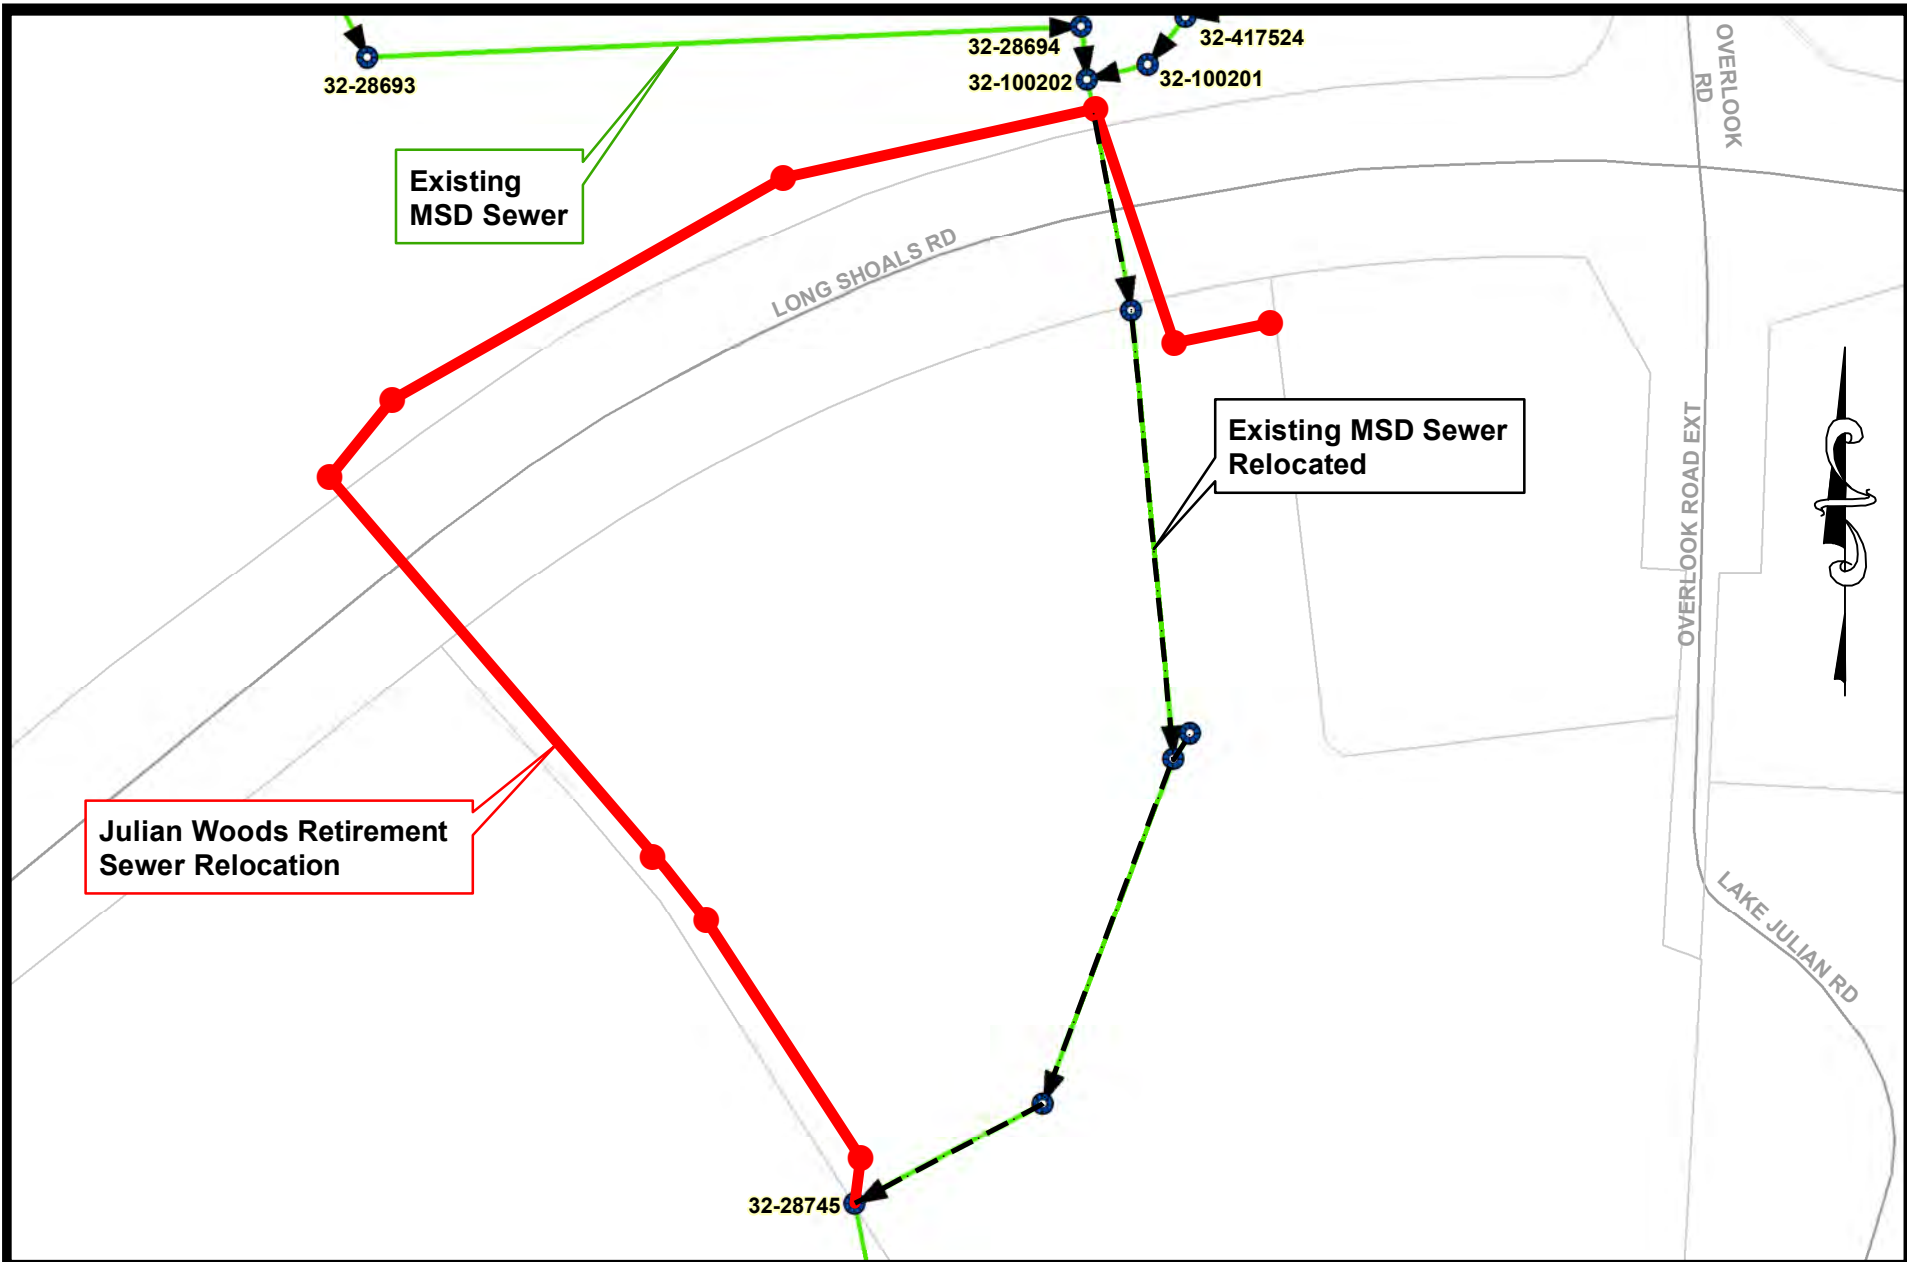 32-28694
32-417524
32-28693
32-100202
32-100201
OVERLOOK
RD
Existing
MSD Sewer
LONG SHOALS RD
Existing MSD Sewer
Relocated
OVERLOOK ROAD EXT
Julian Woods Retirement
Sewer Relocation
LAKE JULIAN RD
32-28745